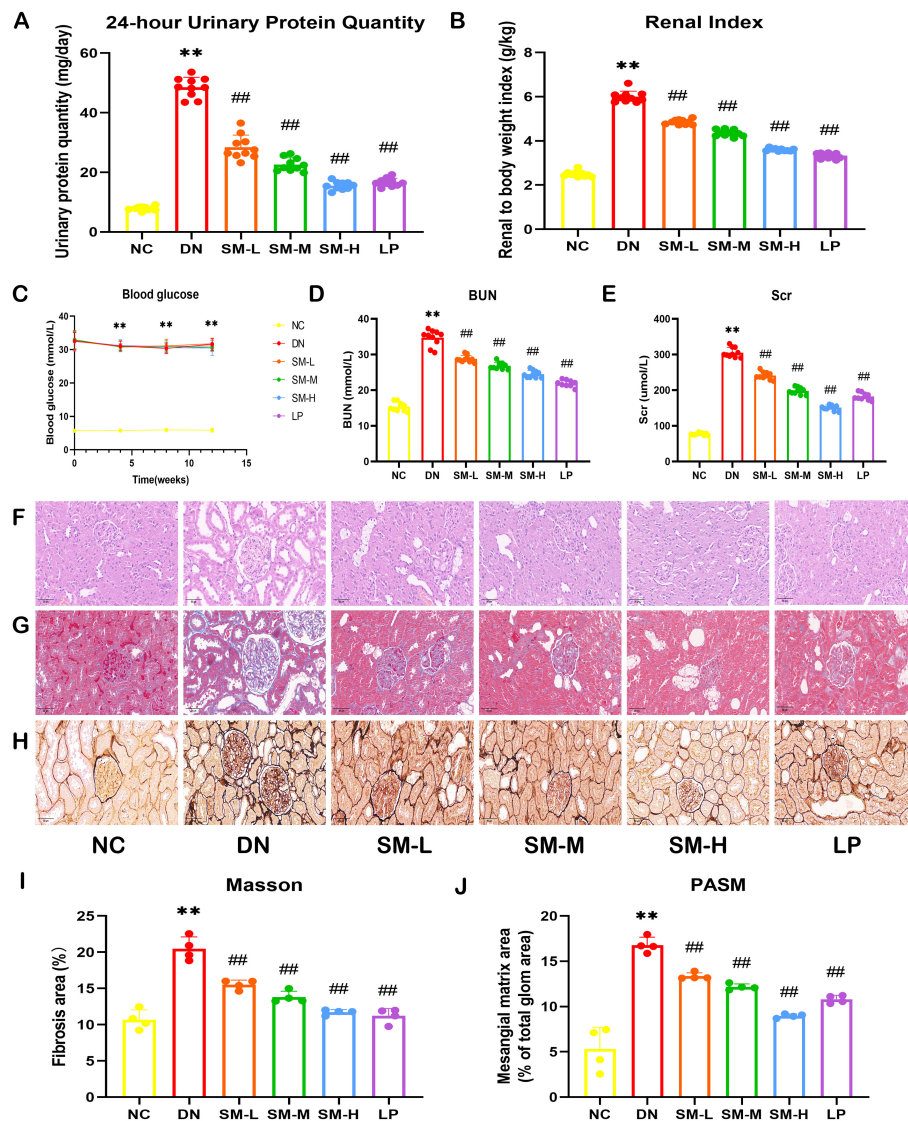 A
24-hour Urinary Protein Quantity
Urinary protein quantity (mg/day)
60
40
20
0
**
##
##
##
##
NC DN SM-L SM-M SM-H LP
B
Renal Index
Renal to body weight index (g/kg)
8
6
4
2
0
**
##
##
##
##
NC DN SM-L SM-M SM-H LP
C
Blood glucose
Blood glucose (mmol/L)
40
30
20
10
0
** ** **
0 5 10 15
Time(weeks)
NC
DN
SM-L
SM-M
SM-H
LP
D
BUN
BUN (mmol/L)
40
30
20
10
0
**
##
##
##
##
NC DN SM-L SM-M SM-H LP
E
Scr
Scr (umol/L)
400
300
200
100
0
**
##
##
##
##
NC DN SM-L SM-M SM-H LP
F
G
H
NC DN SM-L SM-M SM-H LP
I
Masson
Fibrosis area (%)
25
20
15
10
5
0
**
##
##
##
##
NC DN SM-L SM-M SM-H LP
J
PASM
Mesangial matrix area
(% of total glom area)
20
15
10
5
0
**
##
##
##
##
NC DN SM-L SM-M SM-H LP